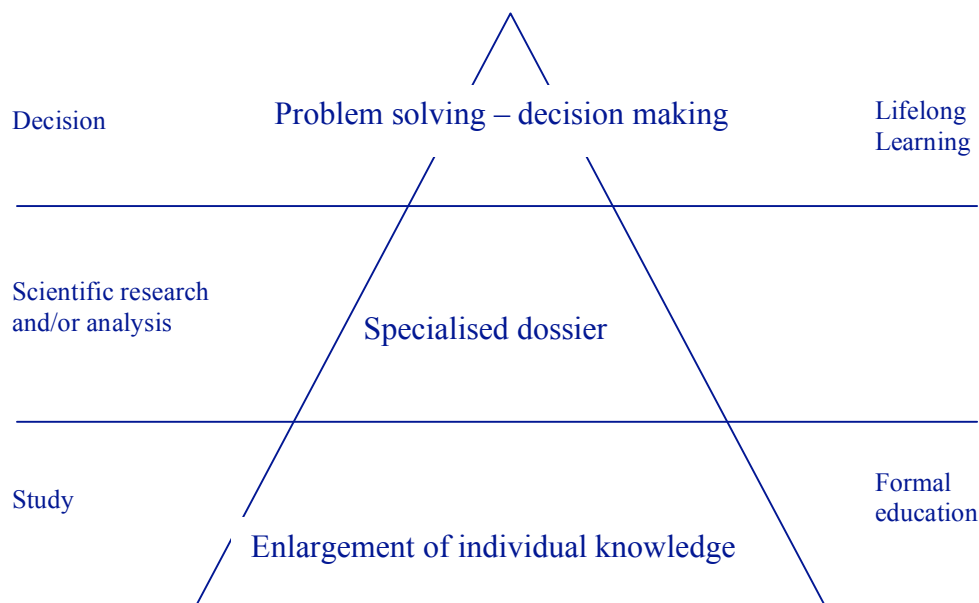 Decision
Problem solving – decision making
Lifelong
Learning
Scientific research
and/or analysis
Specialised dossier
Study
Enlargement of individual knowledge
Formal
education